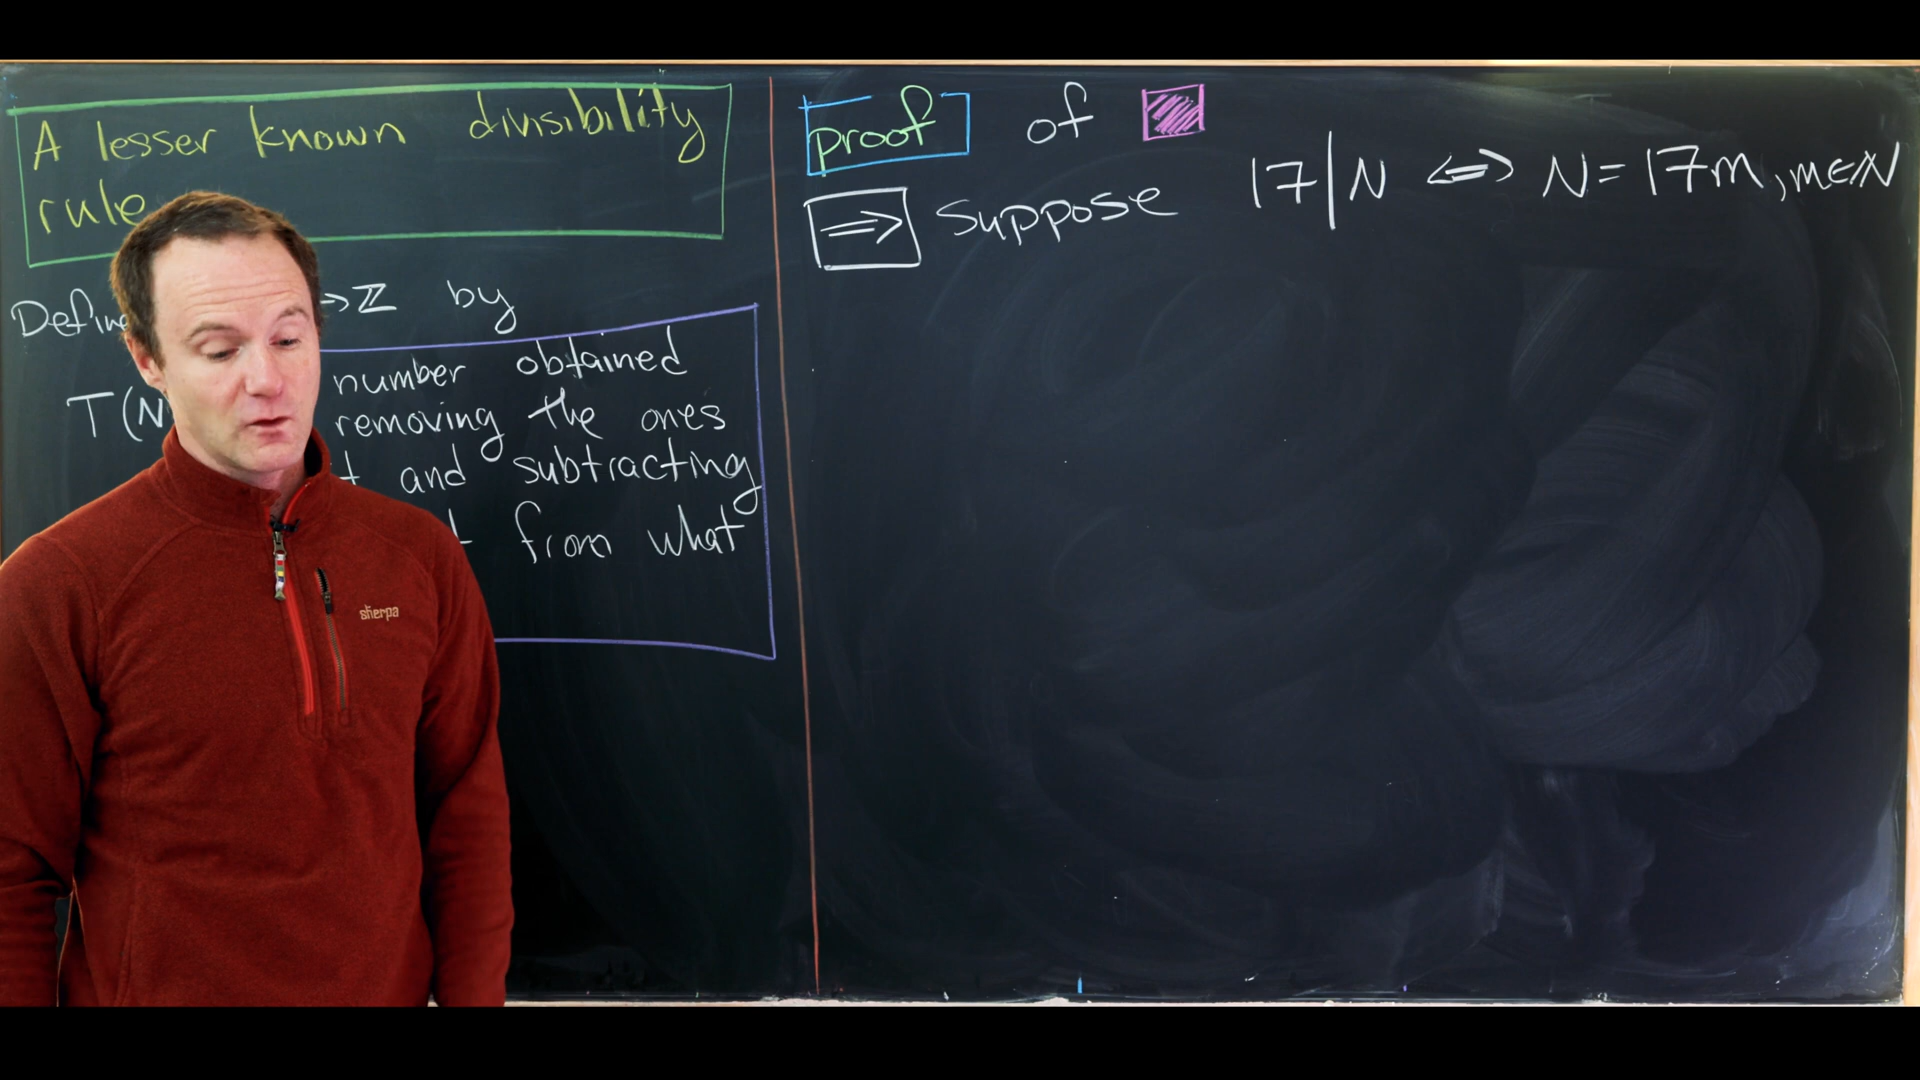 A lesser known divisibility
rule
Define → ℤ by
T(N number obtained
removing the ones
and subtracting
from what
sherpa
proof of
⇒ Suppose 17|N ⇔ N=17m, m∈ℕ